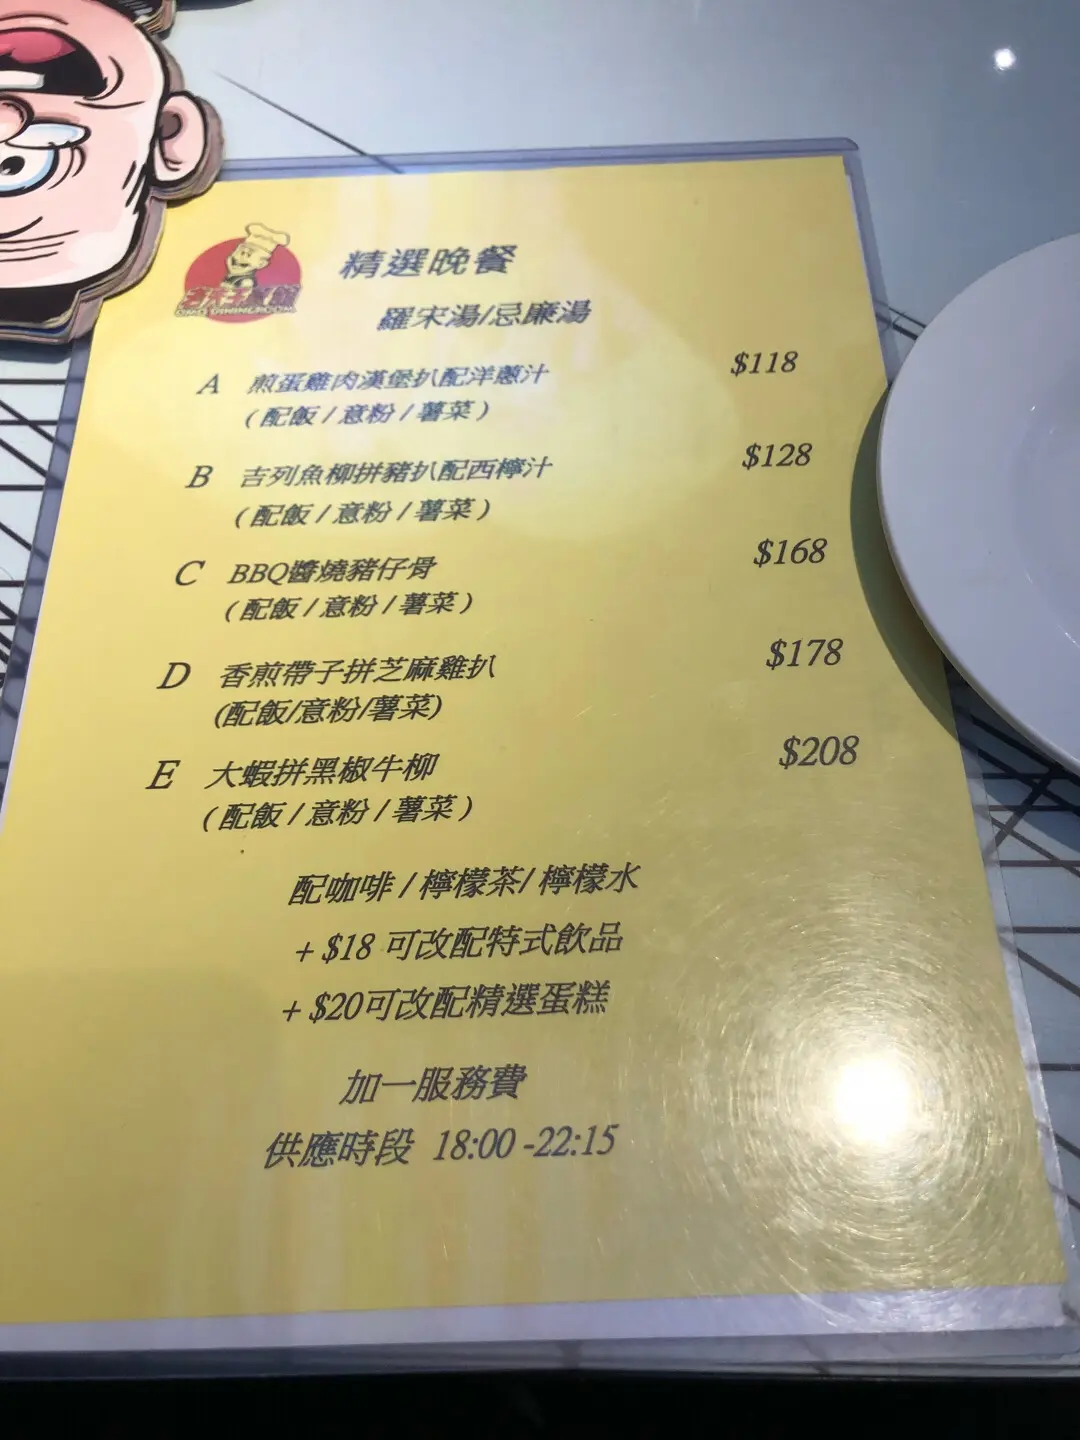 DINING ROOM
精選晚餐
羅宋湯/忌廉湯
A 煎蛋雞肉漢堡扒配洋蔥汁 $118
(配飯 / 意粉 / 薯菜)
B 吉列魚柳拼豬扒配西檸汁 $128
(配飯 / 意粉 / 薯菜)
C BBQ醬燒豬仔骨 $168
(配飯 / 意粉 / 薯菜)
D 香煎帶子拼芝麻雞扒 $178
(配飯/意粉/薯菜)
E 大蝦拼黑椒牛柳 $208
(配飯 / 意粉 / 薯菜)
配咖啡 / 檸檬茶/ 檸檬水
+ $18 可改配特式飲品
+ $20可改配精選蛋糕
加一服務費
供應時段 18:00 -22:15